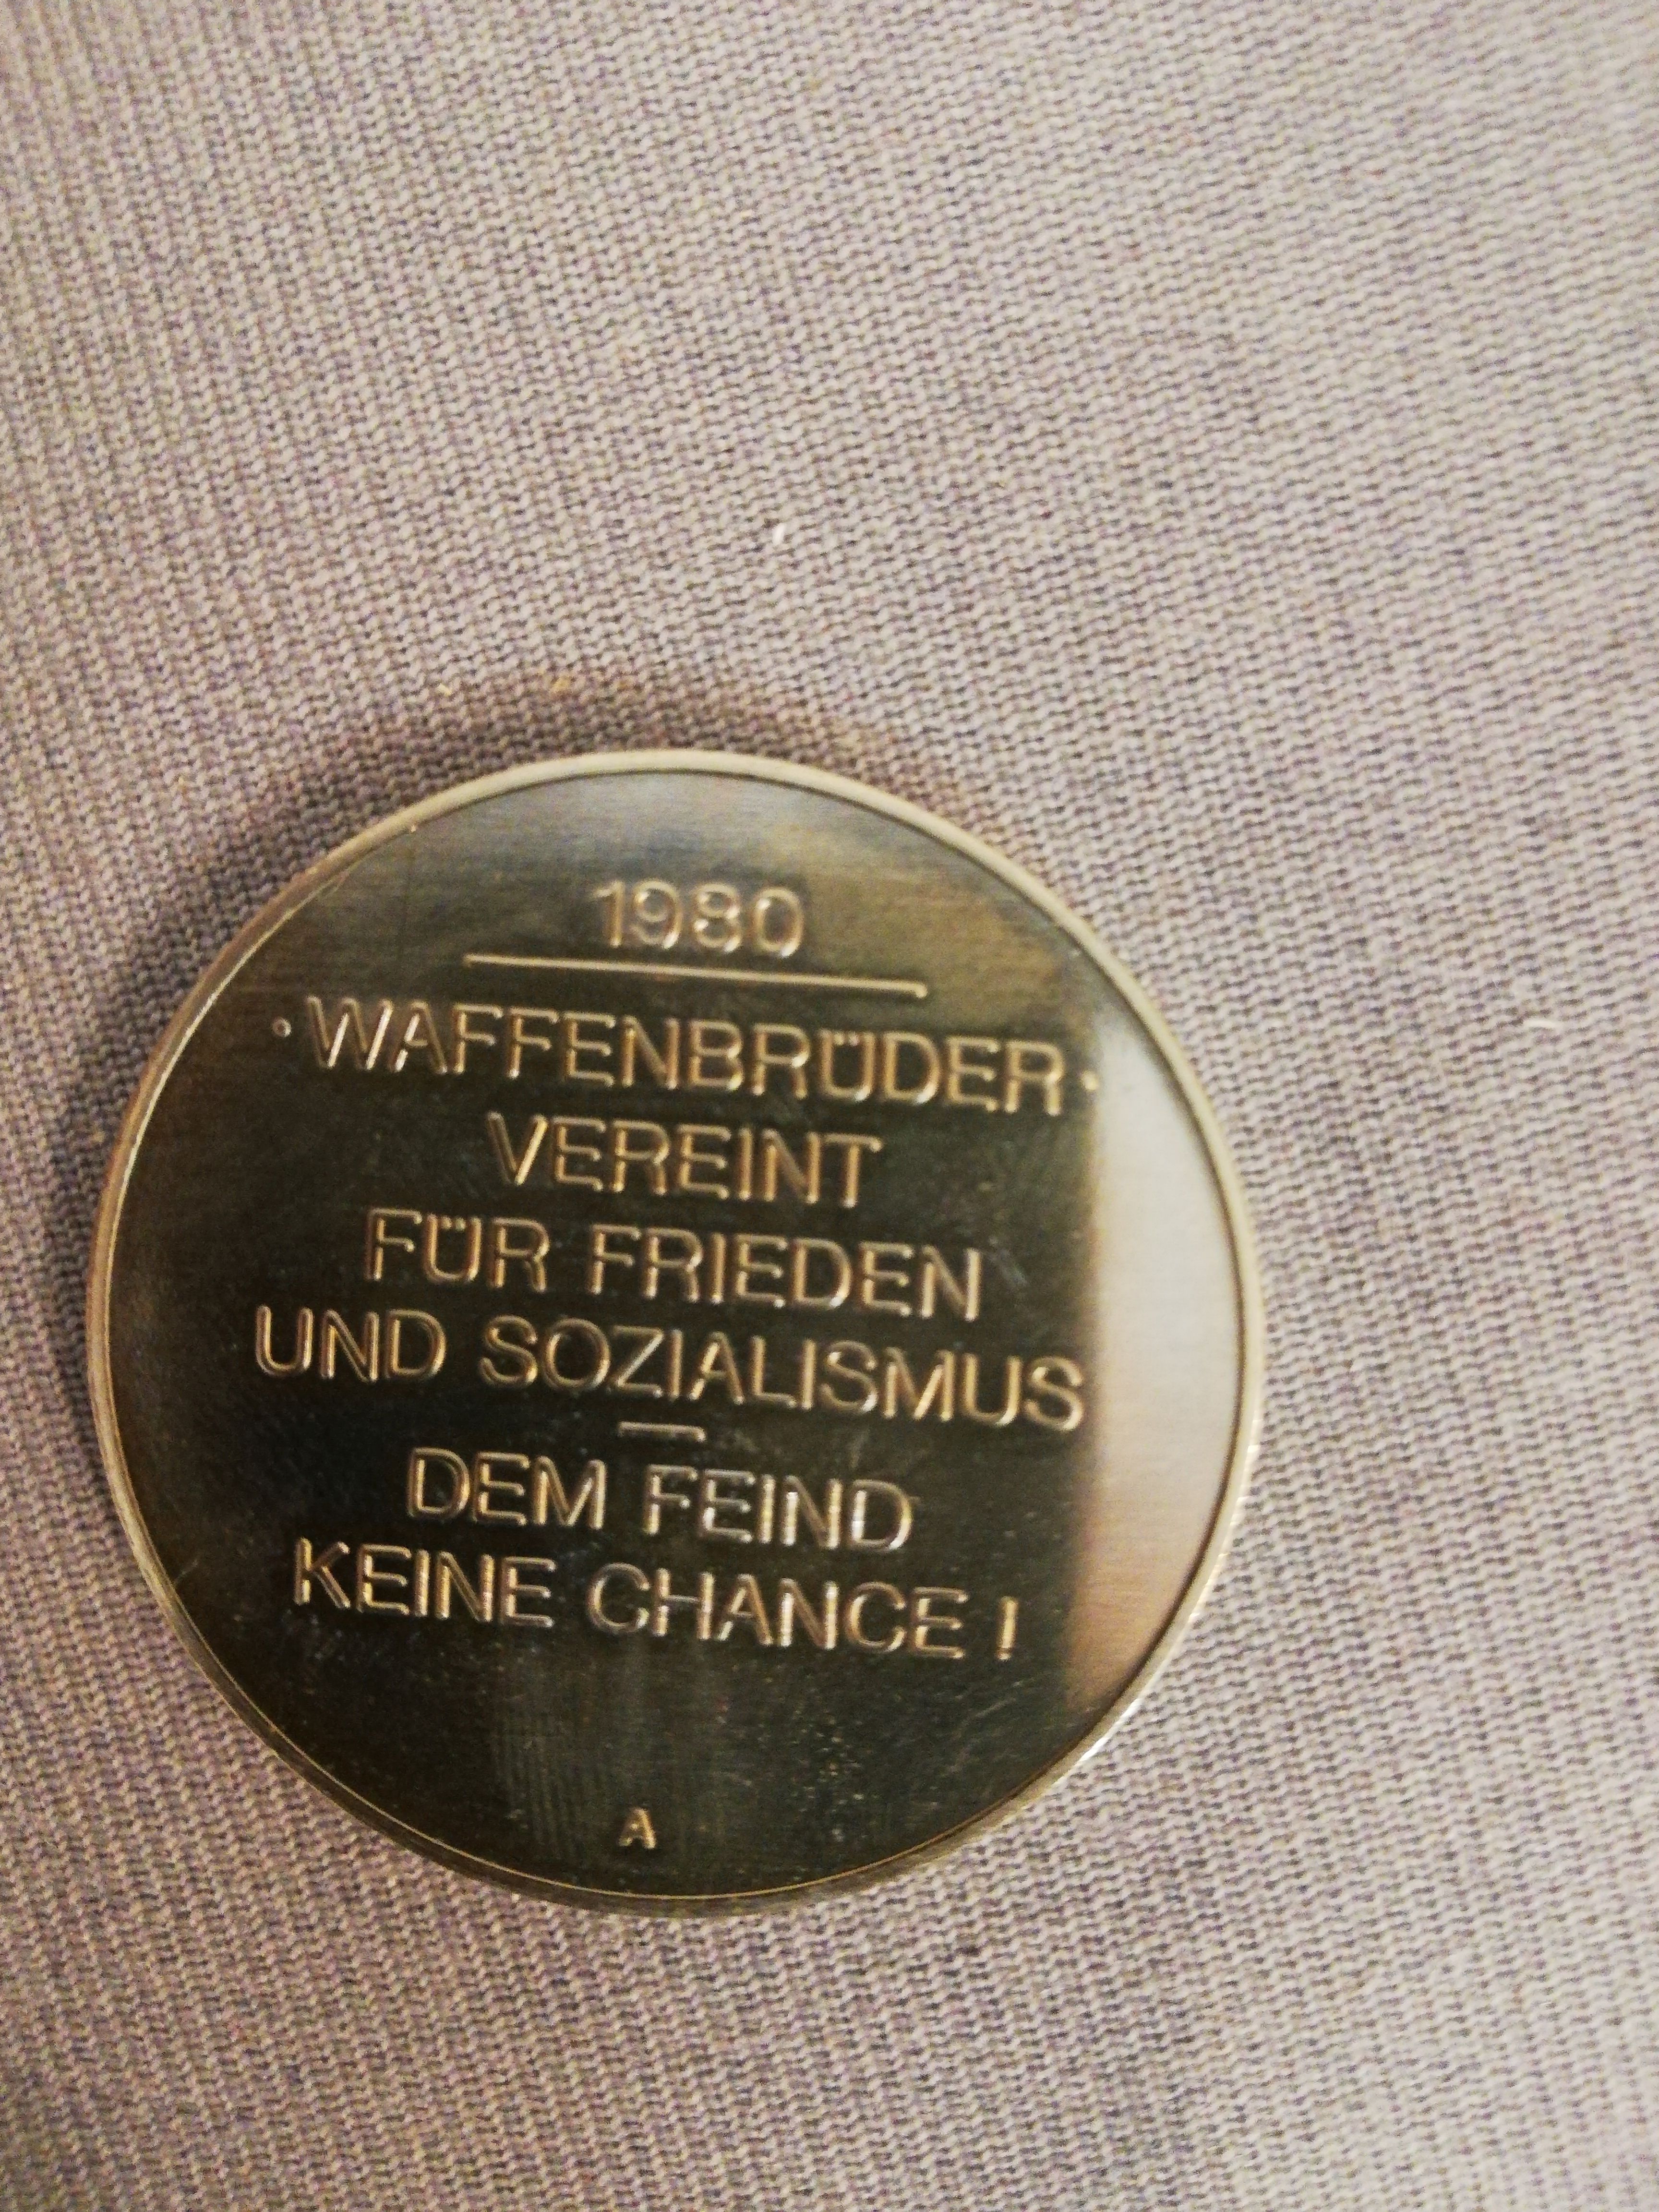 1980
·WAFFENBRÜDER·
VEREINT
FÜR FRIEDEN
UND SOZIALISMUS
—
DEM FEIND
KEINE CHANCE !
A